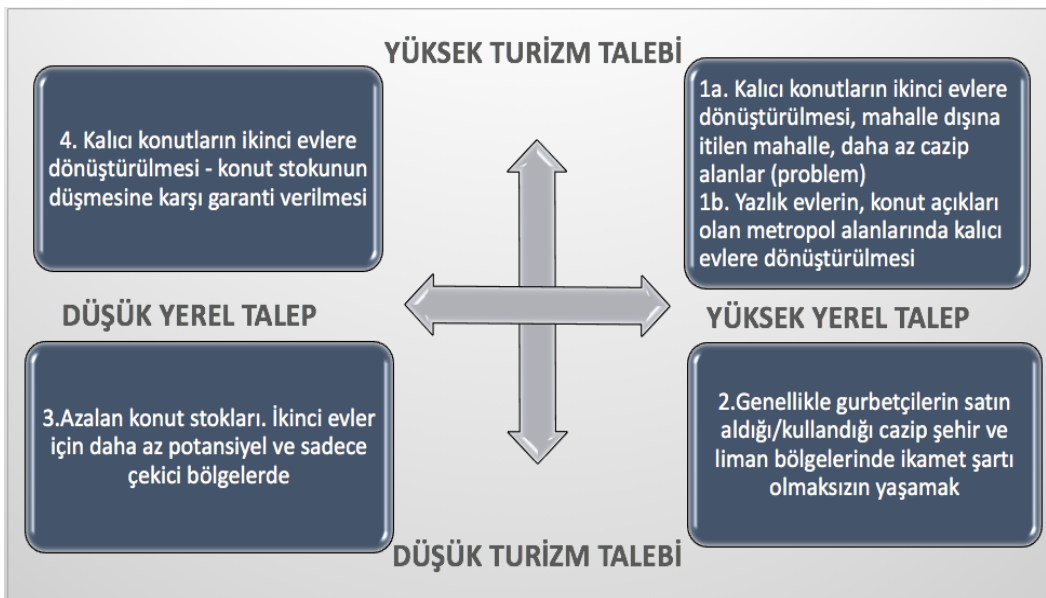 YÜKSEK TURİZM TALEBİ
4. Kalıcı konutların ikinci evlere
dönüştürülmesi - konut stokunun
düşmesine karşı garanti verilmesi
1a. Kalıcı konutların ikinci evlere
dönüştürülmesi, mahalle dışına
itilen mahalle, daha az cazip
alanlar (problem)
1b. Yazlık evlerin, konut açıkları
olan metropol alanlarında kalıcı
evlere dönüştürülmesi
DÜŞÜK YEREL TALEP
YÜKSEK YEREL TALEP
3.Azalan konut stokları. İkinci evler
için daha az potansiyel ve sadece
çekici bölgelerde
2.Genellikle gurbetçilerin satın
aldığı/kullandığı cazip şehir ve
liman bölgelerinde ikamet şartı
olmaksızın yaşamak
DÜŞÜK TURİZM TALEBİ